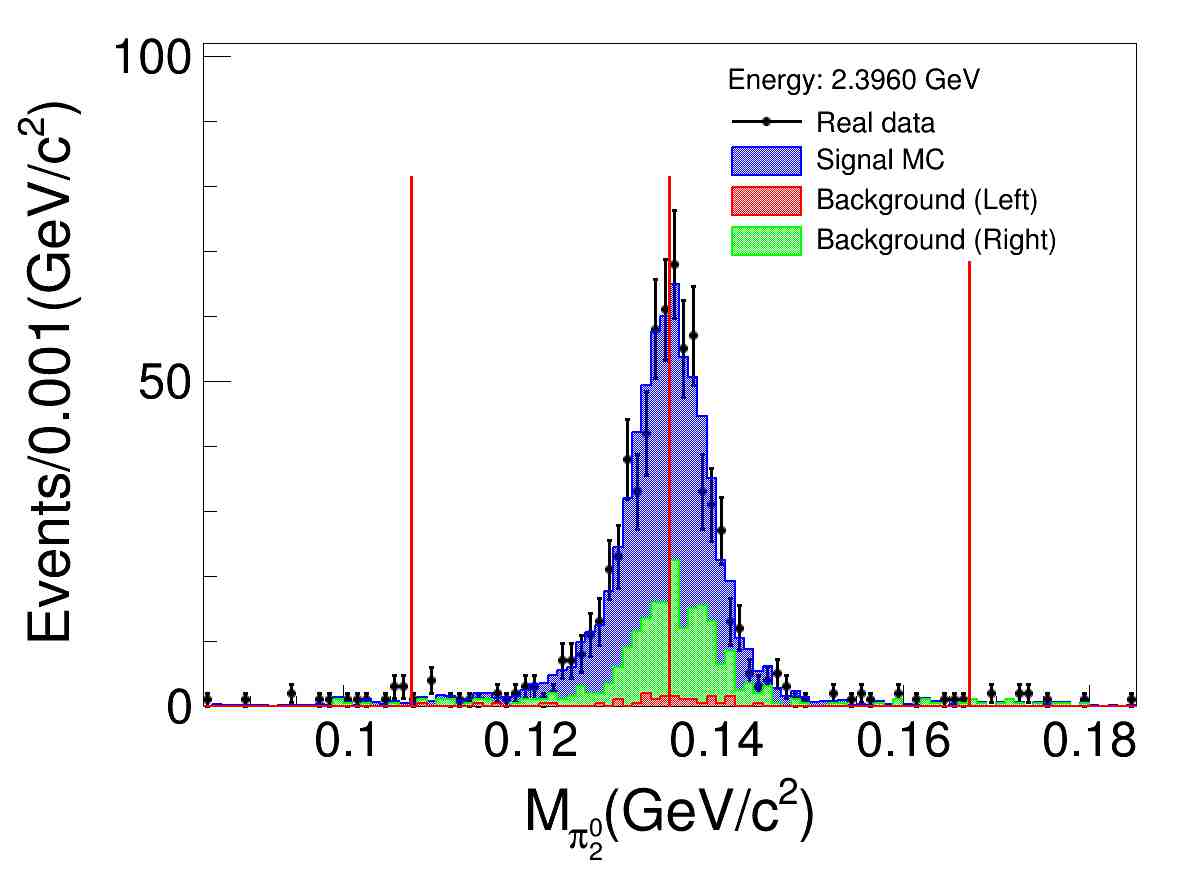 Events/0.001(GeV/c²)
100
50
0
Energy: 2.3960 GeV
Real data
Signal MC
Background (Left)
Background (Right)
0.1 0.12 0.14 0.16 0.18
M_{π⁰₂}(GeV/c²)